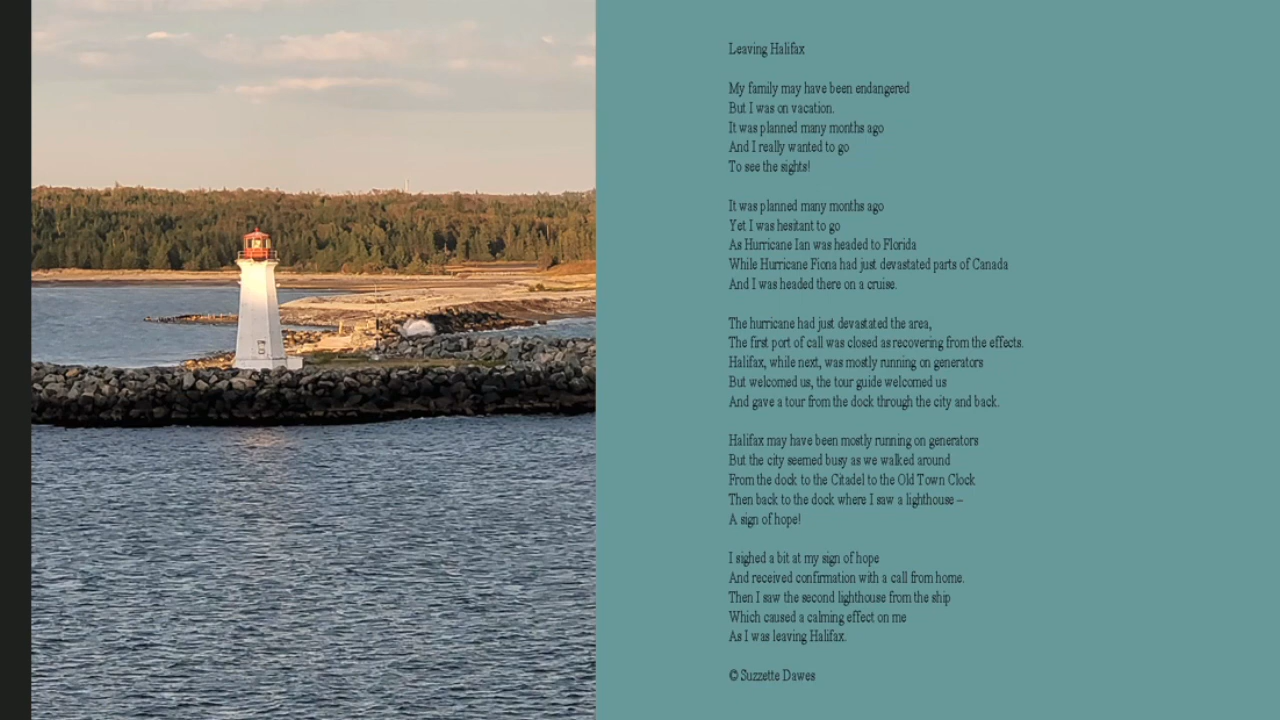 Leaving Halifax
My family may have been endangered
But I was on vacation.
It was planned many months ago
And I really wanted to go
To see the sights!
It was planned many months ago
Yet I was hesitant to go
As Hurricane Ian was headed to Florida
While Hurricane Fiona had just devastated parts of Canada
And I was headed there on a cruise.
The hurricane had just devastated the area,
The first port of call was closed as recovering from the effects.
Halifax, while next, was mostly running on generators
But welcomed us, the tour guide welcomed us
And gave a tour from the dock through the city and back.
Halifax may have been mostly running on generators
But the city seemed busy as we walked around
From the dock to the Citadel to the Old Town Clock
Then back to the dock where I saw a lighthouse –
A sign of hope!
I sighed a bit at my sign of hope
And received confirmation with a call from home.
Then I saw the second lighthouse from the ship
Which caused a calming effect on me
As I was leaving Halifax.
© Suzzette Dawes